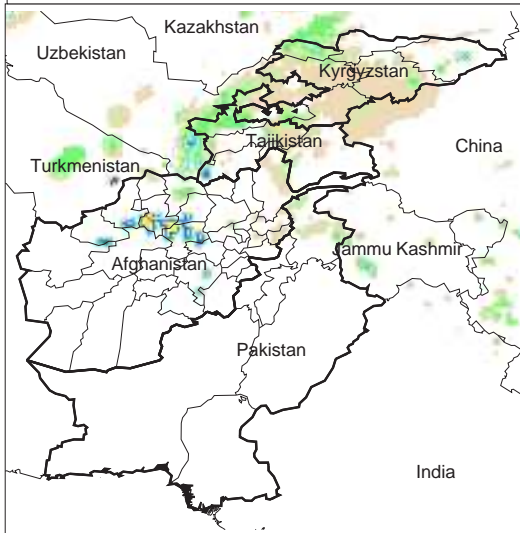 Kazakhstan
Uzbekistan
Kyrgyzstan
Tajikistan
China
Turkmenistan
Jammu Kashmir
Afghanistan
Pakistan
India